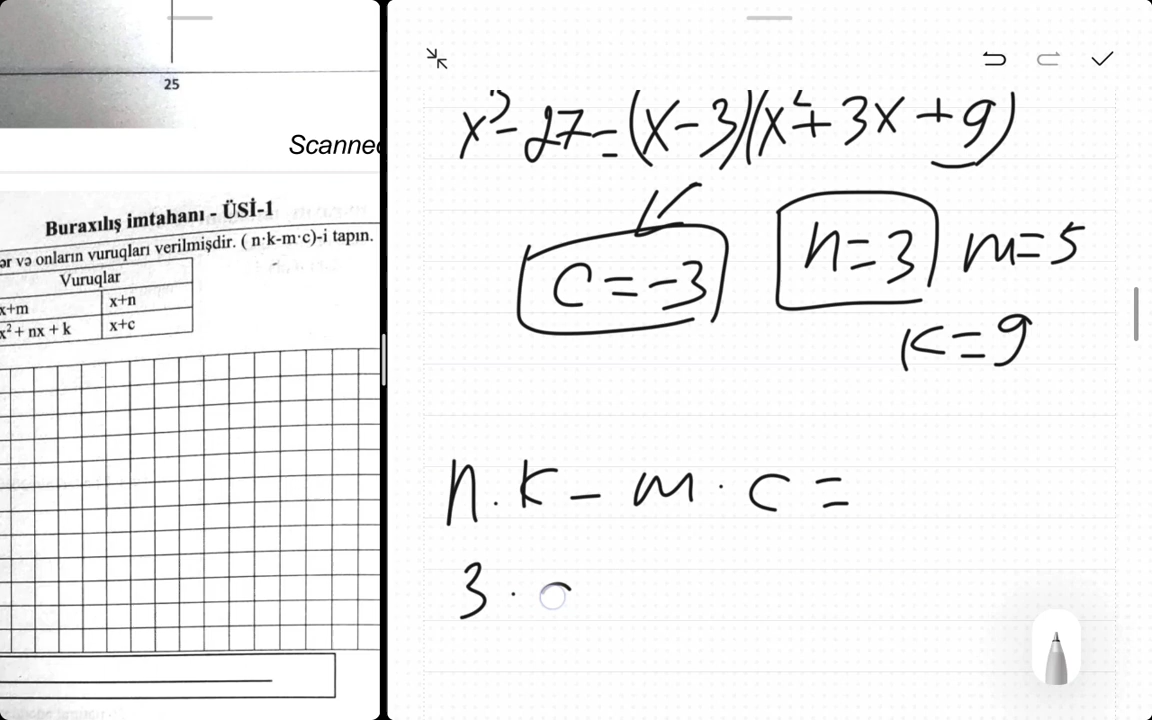 25
Scanne
Buraxılış imtahanı - ÜSİ-1
ər və onların vuruqları verilmişdir. ( n·k-m·c)-i tapın.
Vuruqlar
x+m x+n
x² + nx + k x+c
x³-27=(x-3)(x²+3x+9)
c=-3 n=3 m=5
k=9
n·k-m·c=
3·